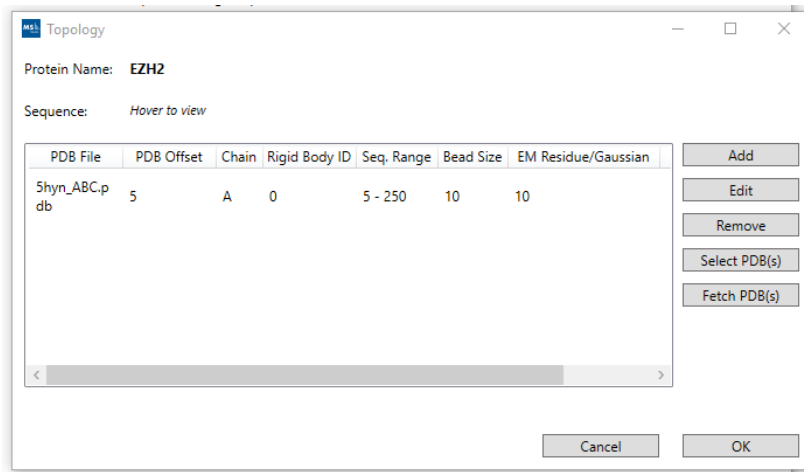 MS
Topology
Protein Name: EZH2
Sequence: Hover to view
PDB File PDB Offset Chain Rigid Body ID Seq. Range Bead Size EM Residue/Gaussian
5hyn_ABC.p
db
5 A 0 5 - 250 10 10
Add
Edit
Remove
Select PDB(s)
Fetch PDB(s)
Cancel OK